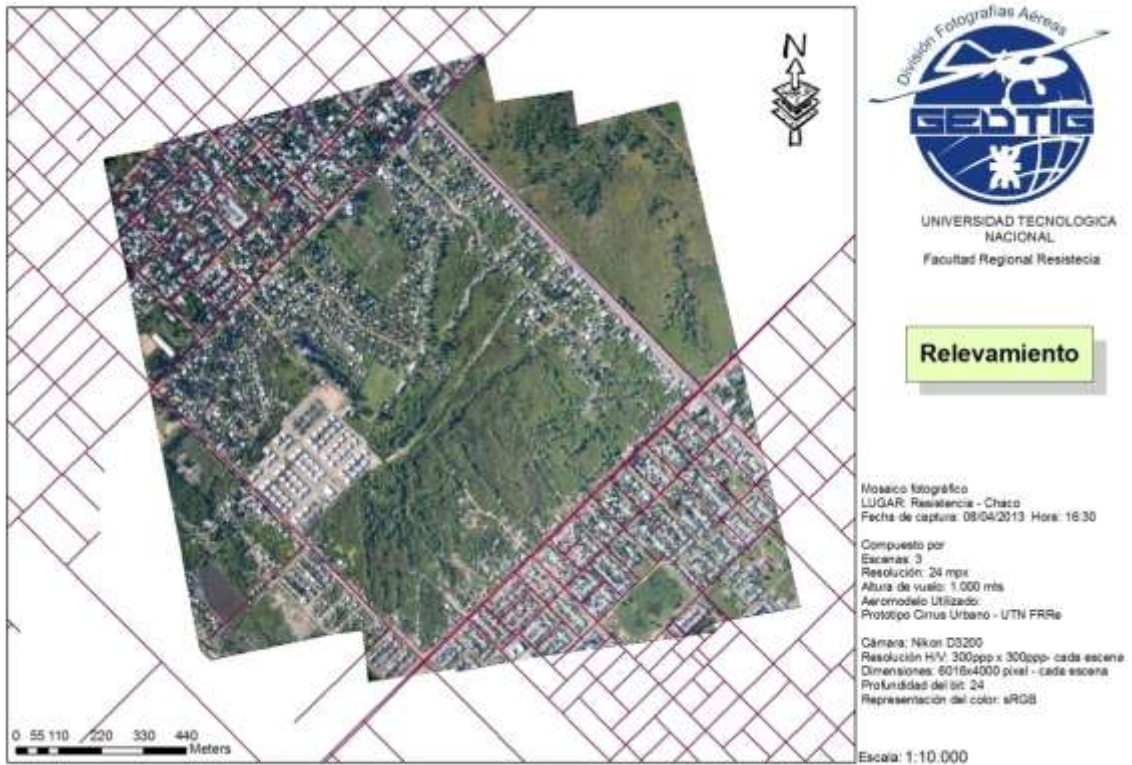 N
División Fotografías Aéreas
GEOTIG
UNIVERSIDAD TECNOLOGICA
NACIONAL
Facultad Regional Resistecia
Relevamiento
Mosaico fotográfico
LUGAR: Resistencia - Chaco
Fecha de captura: 08/04/2013 Hora: 16:30
Compuesto por
Escenas: 3
Resolución: 24 mpx
Altura de vuelo: 1.000 mts
Aeromodelo Utilizado:
Prototipo Cirrus Urbano - UTN FRRe
Cámara: Nikon D3200
Resolución H/V: 300ppp x 300ppp- cada escena
Dimensiones: 6016x4000 pixel - cada escena
Profundidad del bit: 24
Representación del color: sRGB
Escala: 1:10.000
0 55 110 220 330 440
Meters